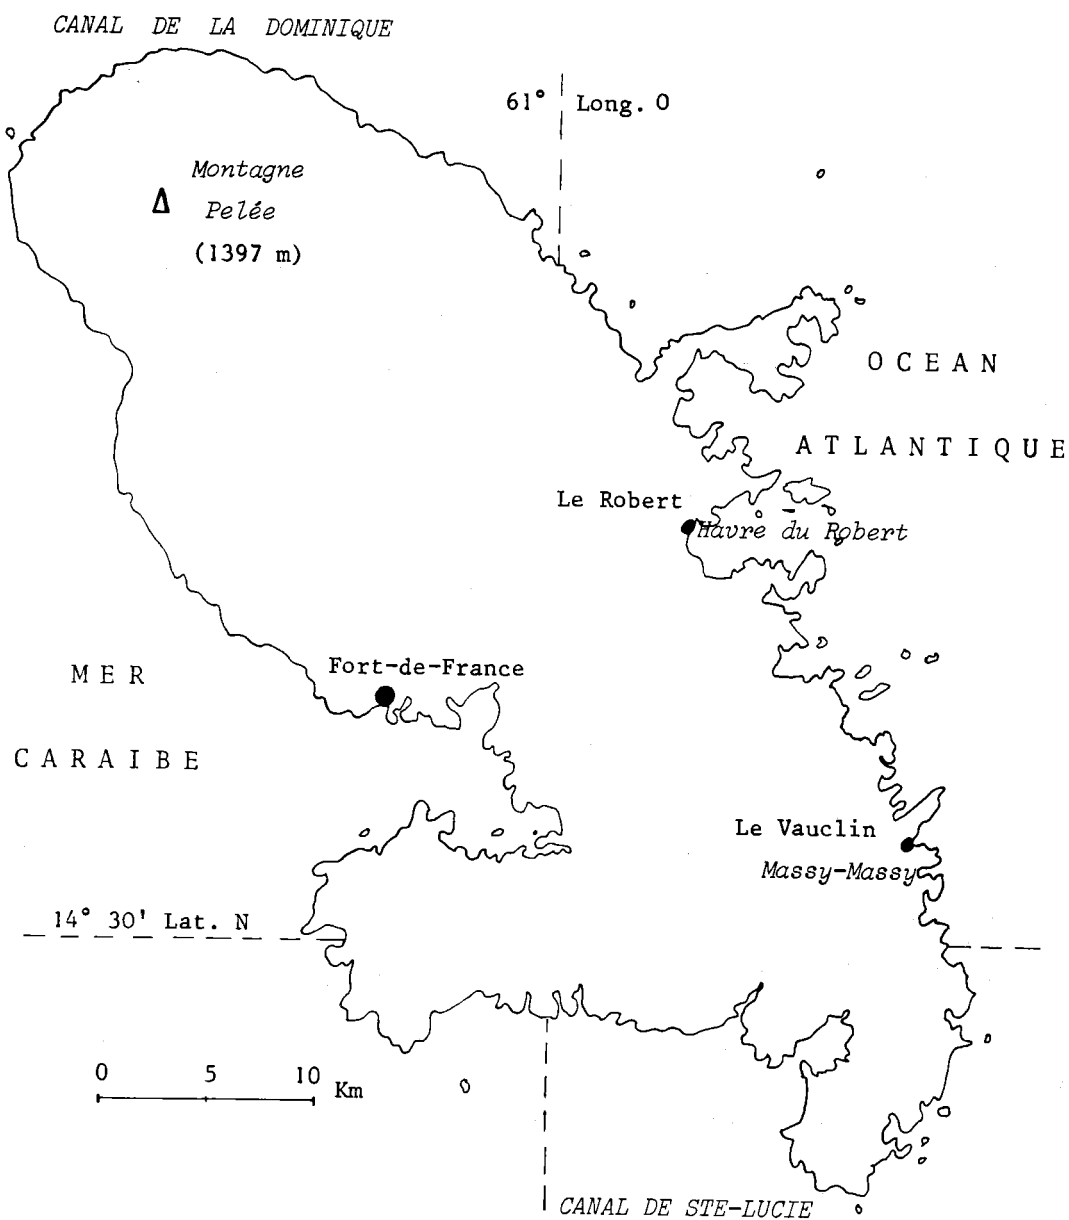 CANAL DE LA DOMINIQUE
61° Long. O
Montagne
Pelée
(1397 m)
OCEAN
ATLANTIQUE
Le Robert
Havre du Robert
Fort-de-France
MER
CARAIBE
Le Vauclin
Massy-Massy
14° 30' Lat. N
0 5 10 Km
CANAL DE STE-LUCIE